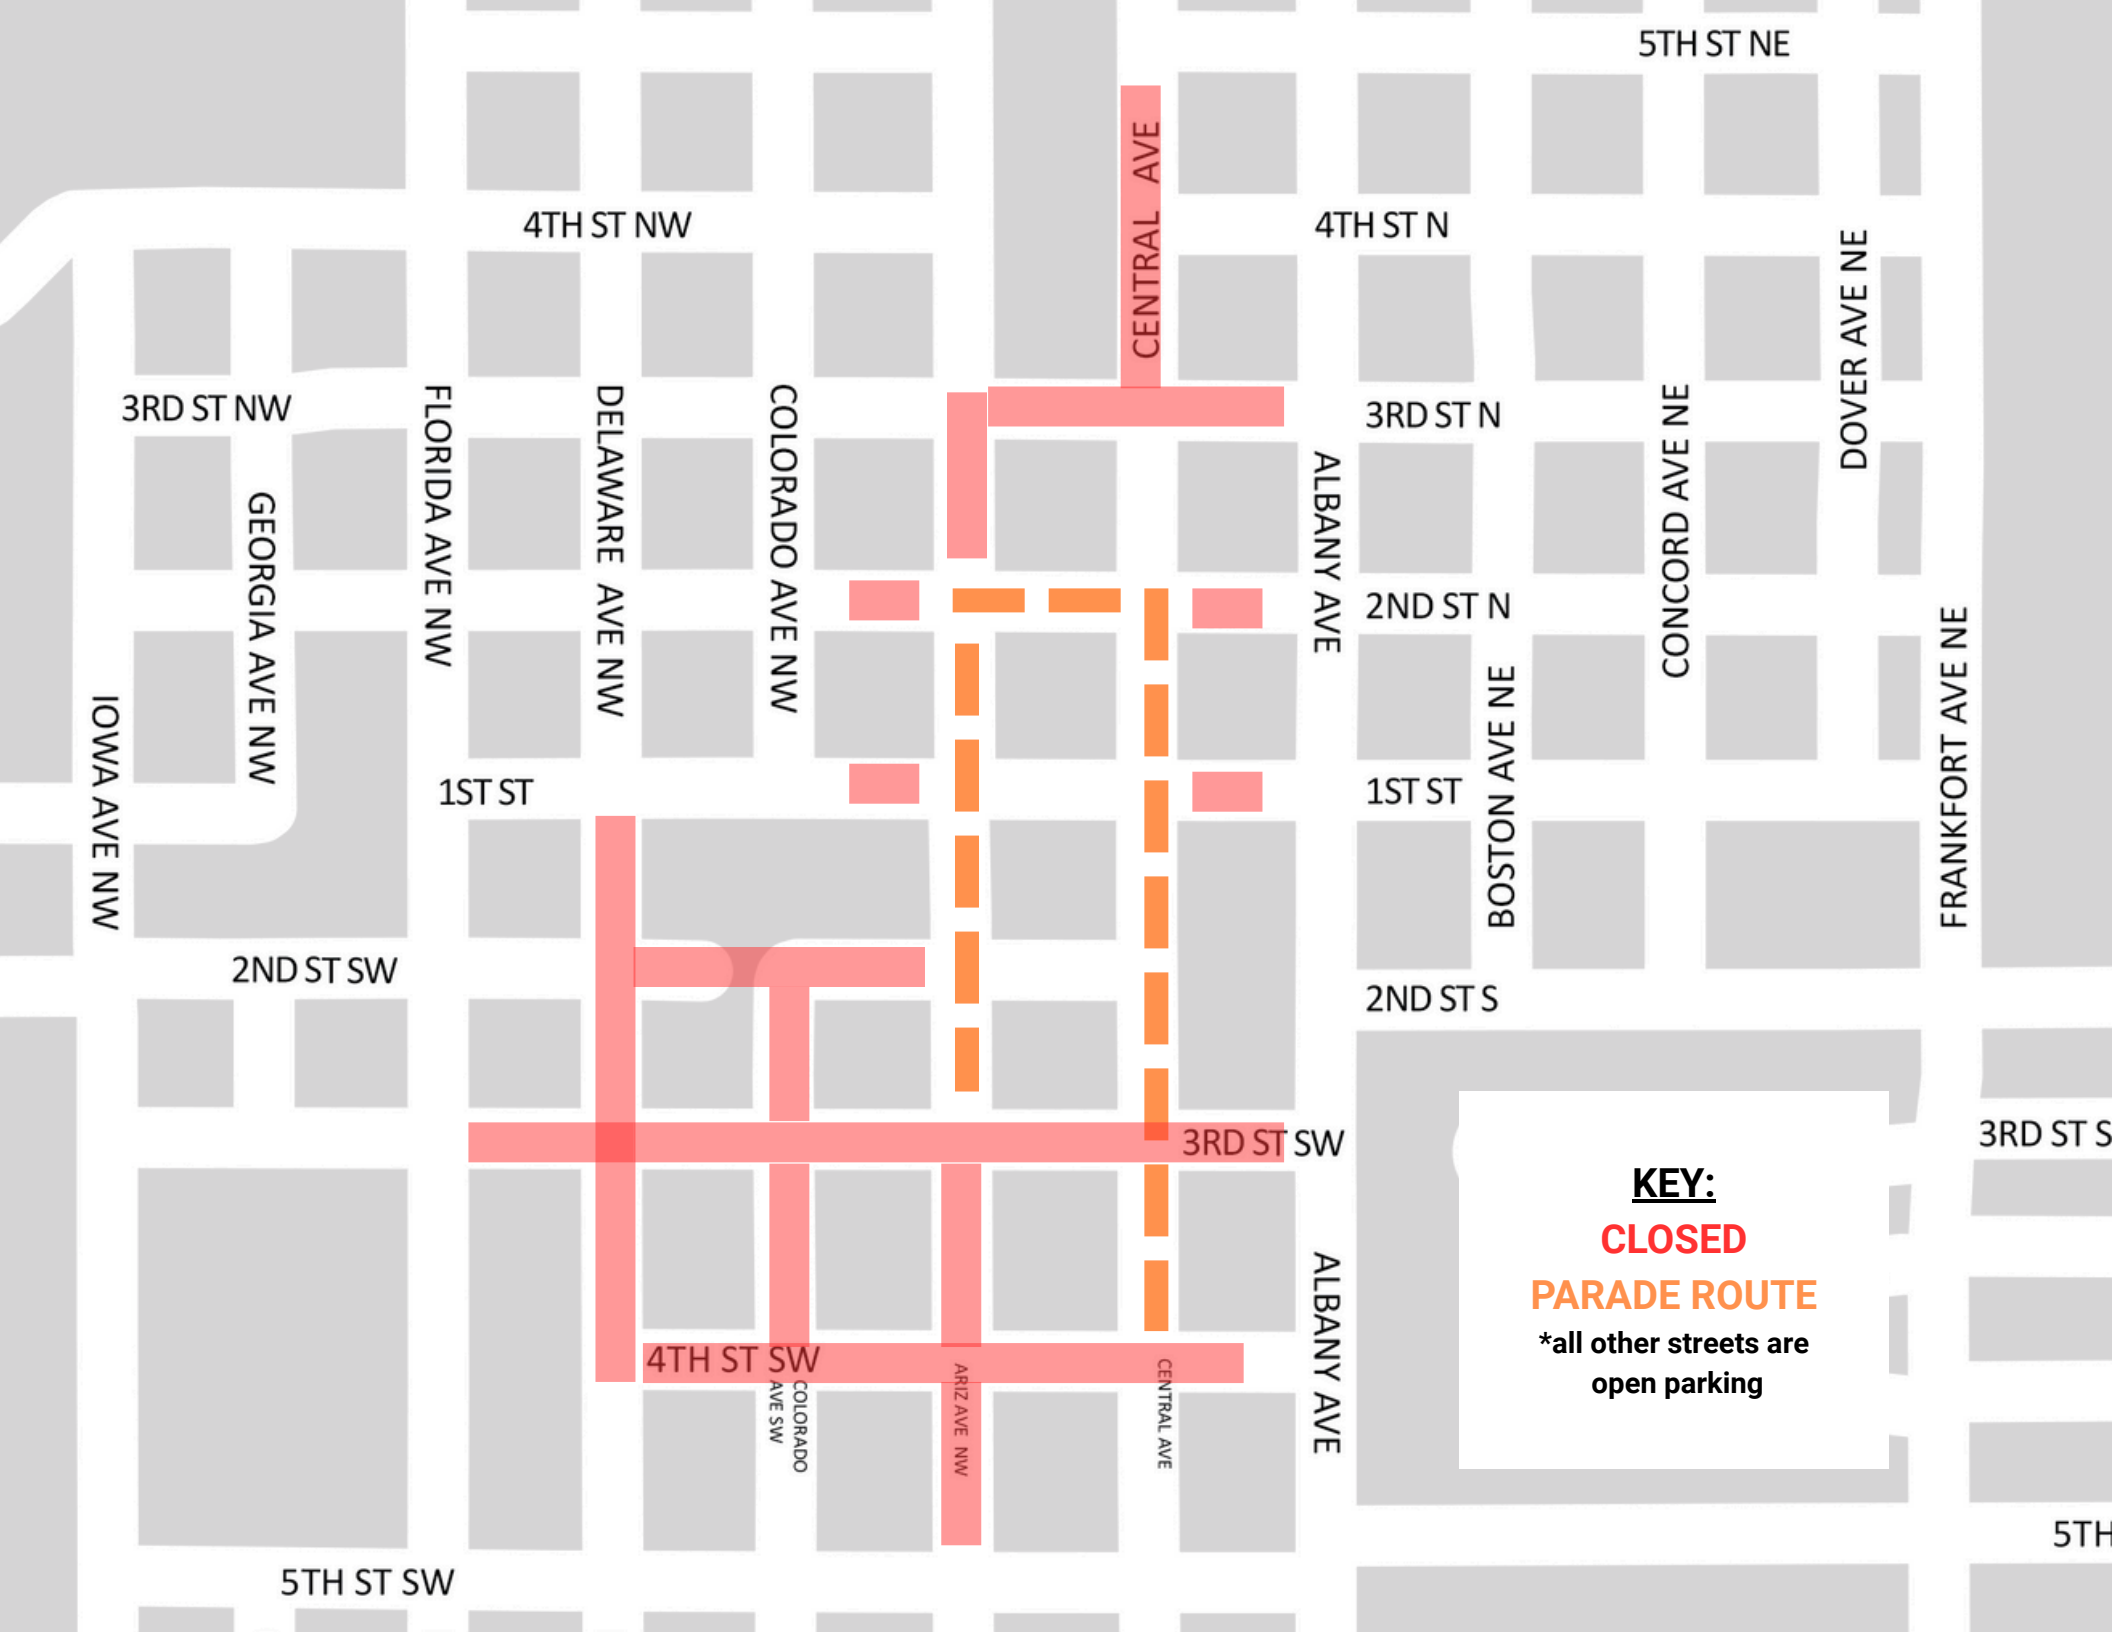 5TH ST NE
CENTRAL AVE
4TH ST NW
4TH ST N
DOVER AVE NE
3RD ST NW
FLORIDA AVE NW
DELAWARE AVE NW
COLORADO AVE NW
3RD ST N
CONCORD AVE NE
GEORGIA AVE NW
ALBANY AVE
2ND ST N
FRANKFORT AVE NE
BOSTON AVE NE
IOWA AVE NW
1ST ST
1ST ST
2ND ST SW
2ND ST S
3RD ST SW
3RD ST S
KEY:
CLOSED
PARADE ROUTE
*all other streets are
open parking
ALBANY AVE
4TH ST SW
COLORADO
AVE SW
ARIZ AVE NW
CENTRAL AVE
5TH
5TH ST SW